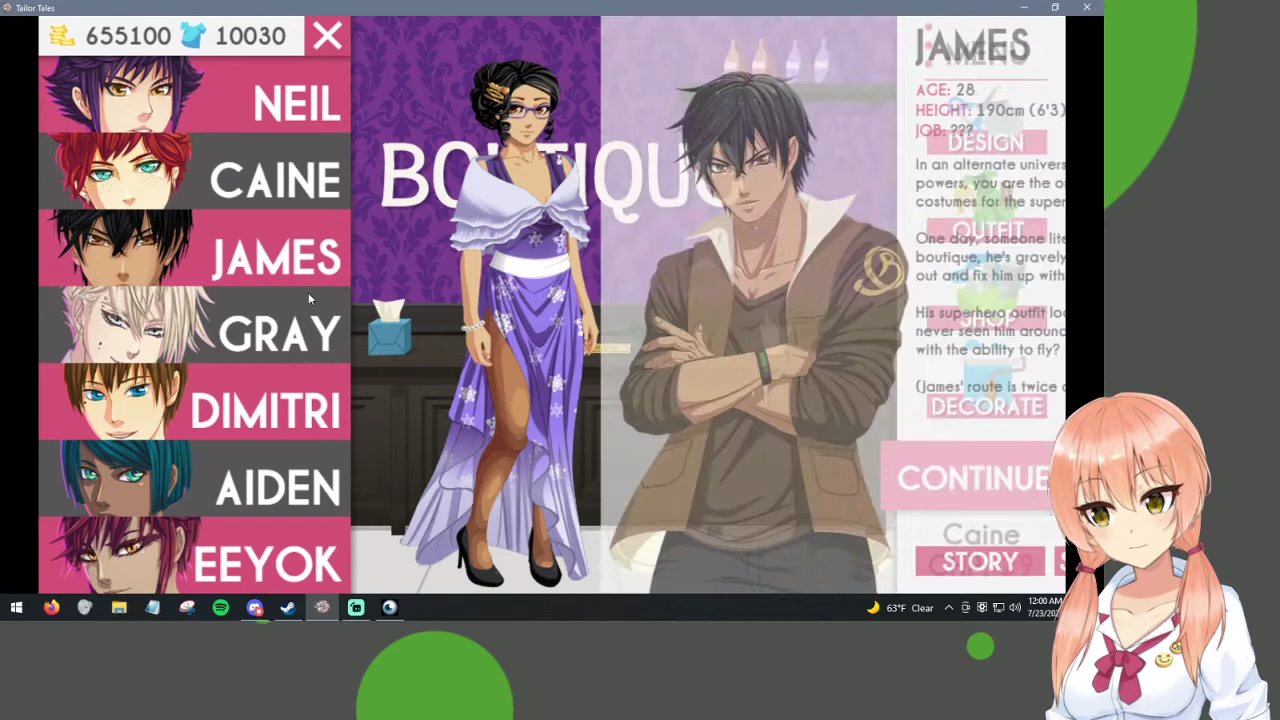 Tailor Tales
655100 10030
NEIL
CAINE
JAMES
GRAY
DIMITRI
AIDEN
EEYOK
BOUTIQUE
JAMES
MENU
AGE: 28
HEIGHT: 190cm (6'3)
JOB: ???
DESIGN
In an alternate univers
powers, you are the o
costumes for the super
OUTFIT
One day, someone lite
boutique, he's gravely
out and fix him up with
SHOP
His superhero outfit lo
never seen him around
with the ability to fly?
(James' route is twice
DECORATE
CONTINUE
Caine
STORY
63°F Clear
12:00 AM